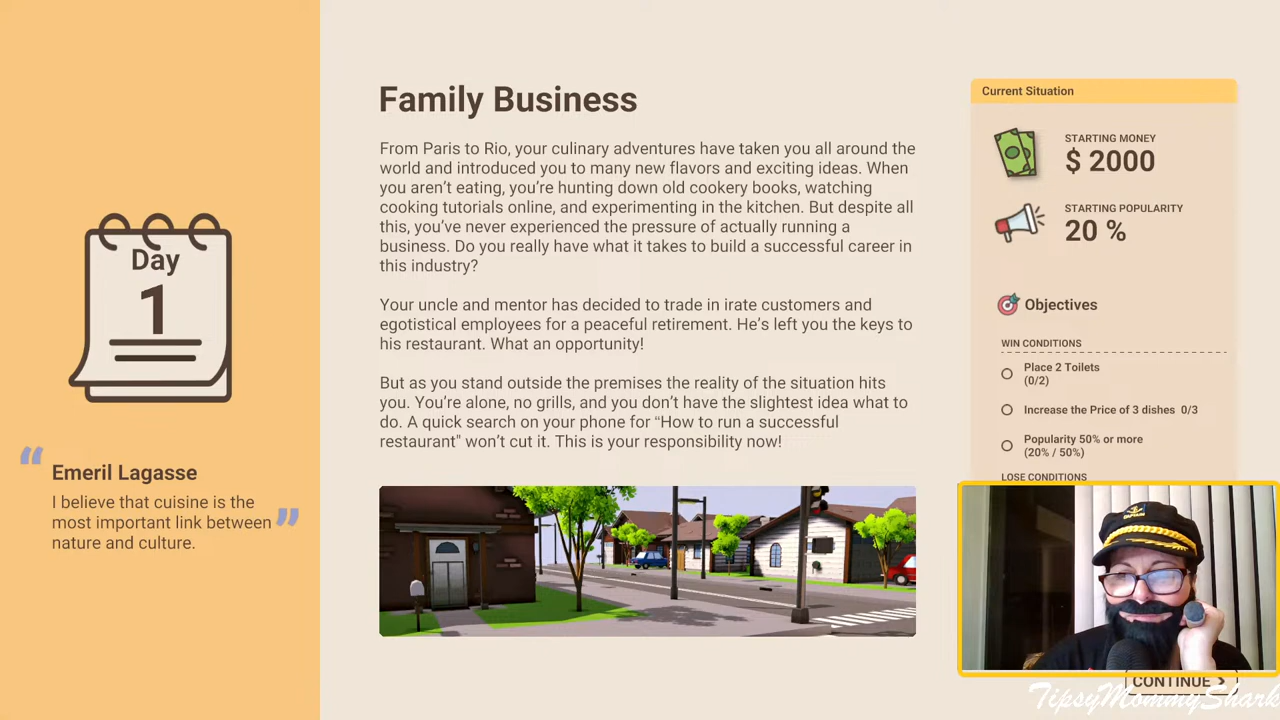 Day
1
“
Emeril Lagasse
I believe that cuisine is the
most important link between
nature and culture.
”
Family Business
From Paris to Rio, your culinary adventures have taken you all around the
world and introduced you to many new flavors and exciting ideas. When
you aren’t eating, you’re hunting down old cookery books, watching
cooking tutorials online, and experimenting in the kitchen. But despite all
this, you’ve never experienced the pressure of actually running a
business. Do you really have what it takes to build a successful career in
this industry?
Your uncle and mentor has decided to trade in irate customers and
egotistical employees for a peaceful retirement. He’s left you the keys to
his restaurant. What an opportunity!
But as you stand outside the premises the reality of the situation hits
you. You’re alone, no grills, and you don’t have the slightest idea what to
do. A quick search on your phone for “How to run a successful
restaurant” won’t cut it. This is your responsibility now!
Current Situation
STARTING MONEY
$ 2000
STARTING POPULARITY
20 %
Objectives
WIN CONDITIONS
Place 2 Toilets
(0/2)
Increase the Price of 3 dishes 0/3
Popularity 50% or more
(20% / 50%)
LOSE CONDITIONS
CONTINUE >
TipsyMommyShark